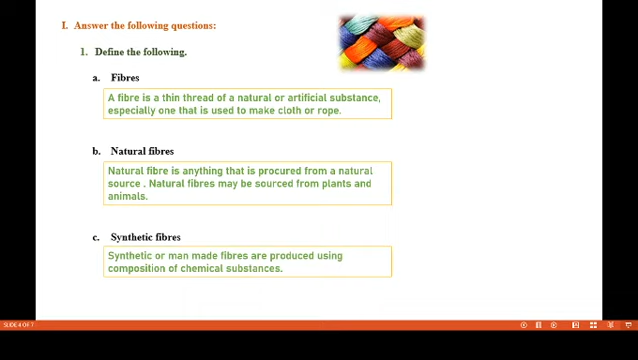 I. Answer the following questions:
1. Define the following.
a. Fibres
A fibre is a thin thread of a natural or artificial substance,
especially one that is used to make cloth or rope.
b. Natural fibres
Natural fibre is anything that is procured from a natural
source . Natural fibres may be sourced from plants and
animals.
c. Synthetic fibres
Synthetic or man made fibres are produced using
composition of chemical substances.
SLIDE 4 OF 7